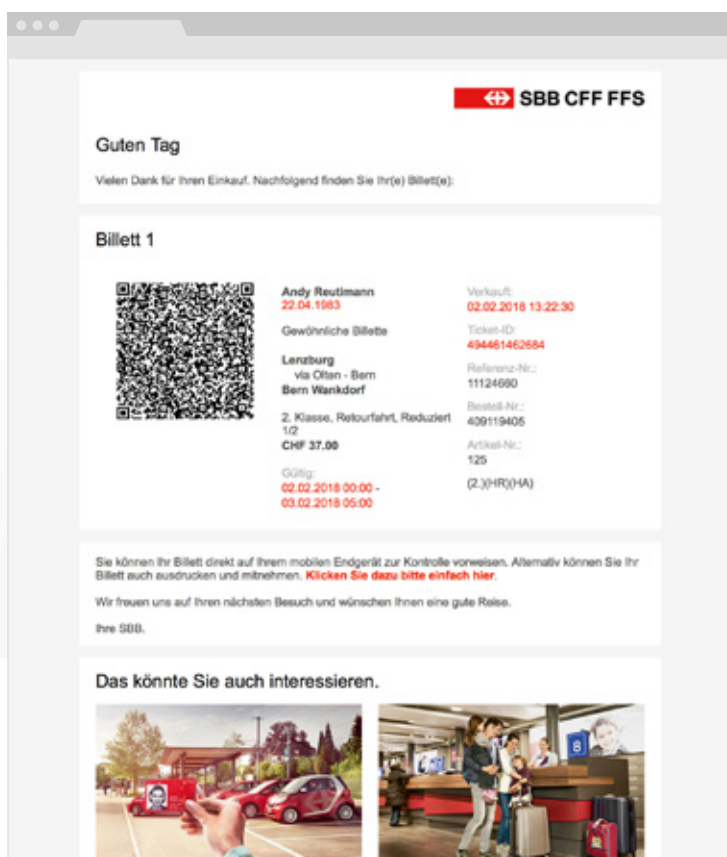 SBB CFF FFS
Guten Tag
Vielen Dank für Ihren Einkauf. Nachfolgend finden Sie Ihr(e) Billett(e):
Billett 1
Andy Reutimann
22.04.1983
Gewöhnliche Billette
Lenzburg
via Olten - Bern
Bern Wankdorf
2. Klasse, Retourfahrt, Reduziert
1/2
CHF 37.00
Gültig:
02.02.2018 00:00 -
03.02.2018 05:00
Verkauft:
02.02.2018 13:22:30
Ticket-ID:
494461462684
Referenz-Nr.:
11124660
Bestell-Nr.:
409119405
Artikel-Nr.:
125
(2.)(HR)(HA)
Sie können Ihr Billett direkt auf Ihrem mobilen Endgerät zur Kontrolle vorweisen. Alternativ können Sie Ihr
Billett auch ausdrucken und mitnehmen. Klicken Sie dazu bitte einfach hier.
Wir freuen uns auf Ihren nächsten Besuch und wünschen Ihnen eine gute Reise.
Ihre SBB.
Das könnte Sie auch interessieren.
8